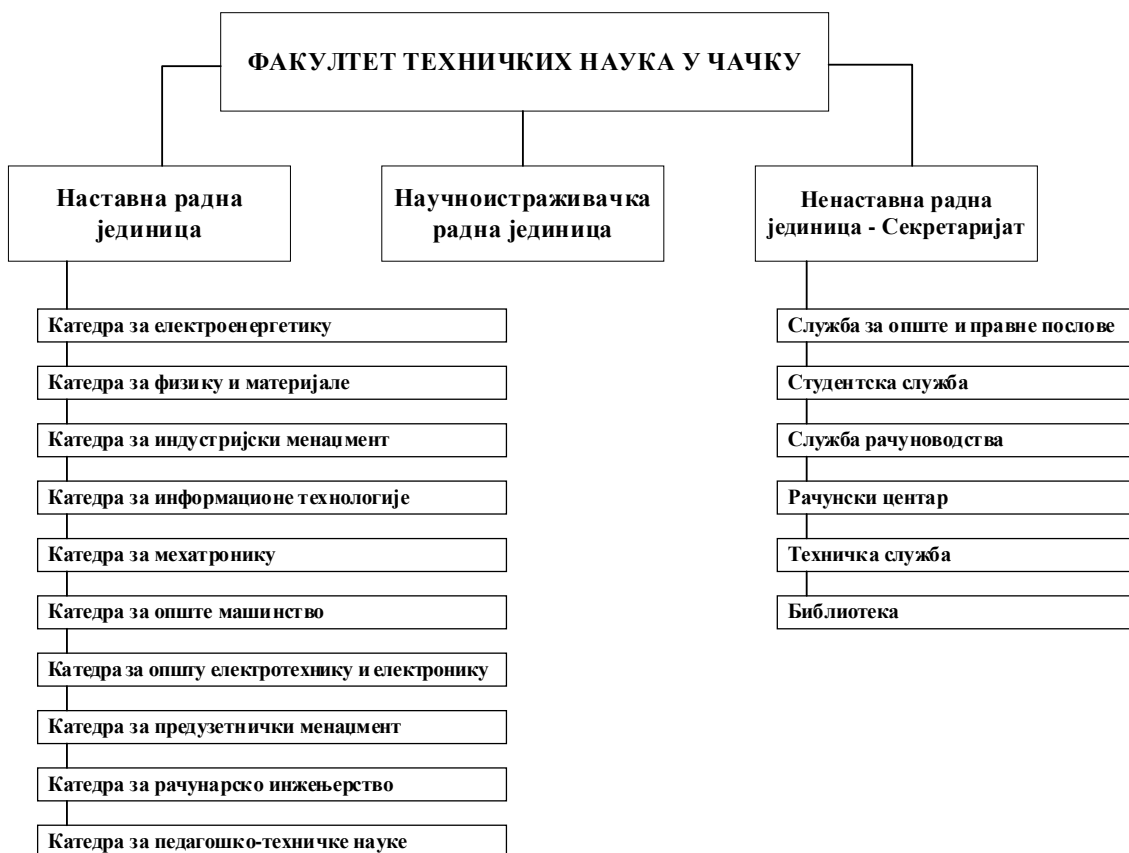 ФАКУЛТЕТ ТЕХНИЧКИХ НАУКА У ЧАЧКУ
Наставна радна
јединица
Научноистраживачка
радна јединица
Ненаставна радна
јединица - Секретаријат
Катедра за електроенергетику
Катедра за физику и материјале
Катедра за индустријски менаџмент
Катедра за информационе технологије
Катедра за мехатронику
Катедра за опште машинство
Катедра за општу електротехнику и електронику
Катедра за предузетнички менаџмент
Катедра за рачунарско инжењерство
Катедра за педагошко-техничке науке
Служба за опште и правне послове
Студентска служба
Служба рачуноводства
Рачунски центар
Техничка служба
Библиотека